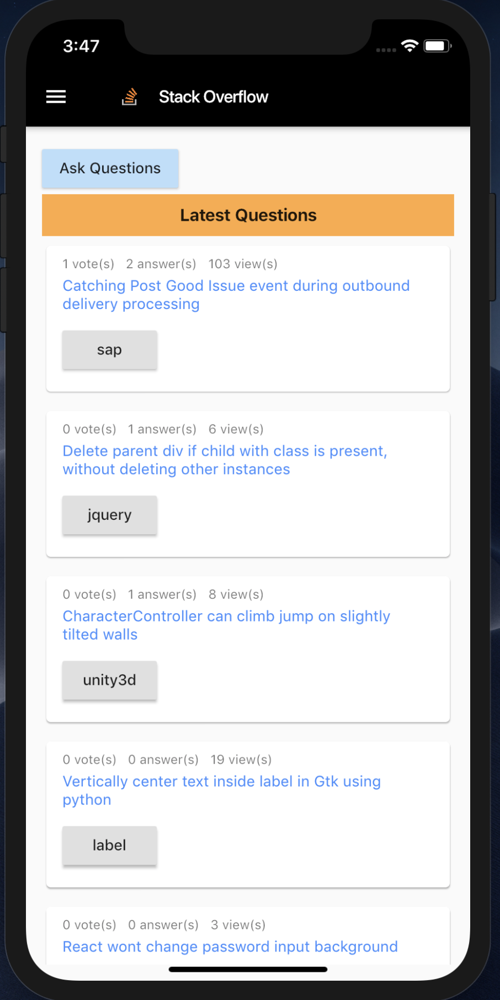 3:47
Stack Overflow
Ask Questions
Latest Questions
1 vote(s) 2 answer(s) 103 view(s)
Catching Post Good Issue event during outbound
delivery processing
sap
0 vote(s) 1 answer(s) 6 view(s)
Delete parent div if child with class is present,
without deleting other instances
jquery
0 vote(s) 1 answer(s) 8 view(s)
CharacterController can climb jump on slightly
tilted walls
unity3d
0 vote(s) 0 answer(s) 19 view(s)
Vertically center text inside label in Gtk using
python
label
0 vote(s) 0 answer(s) 3 view(s)
React wont change password input background